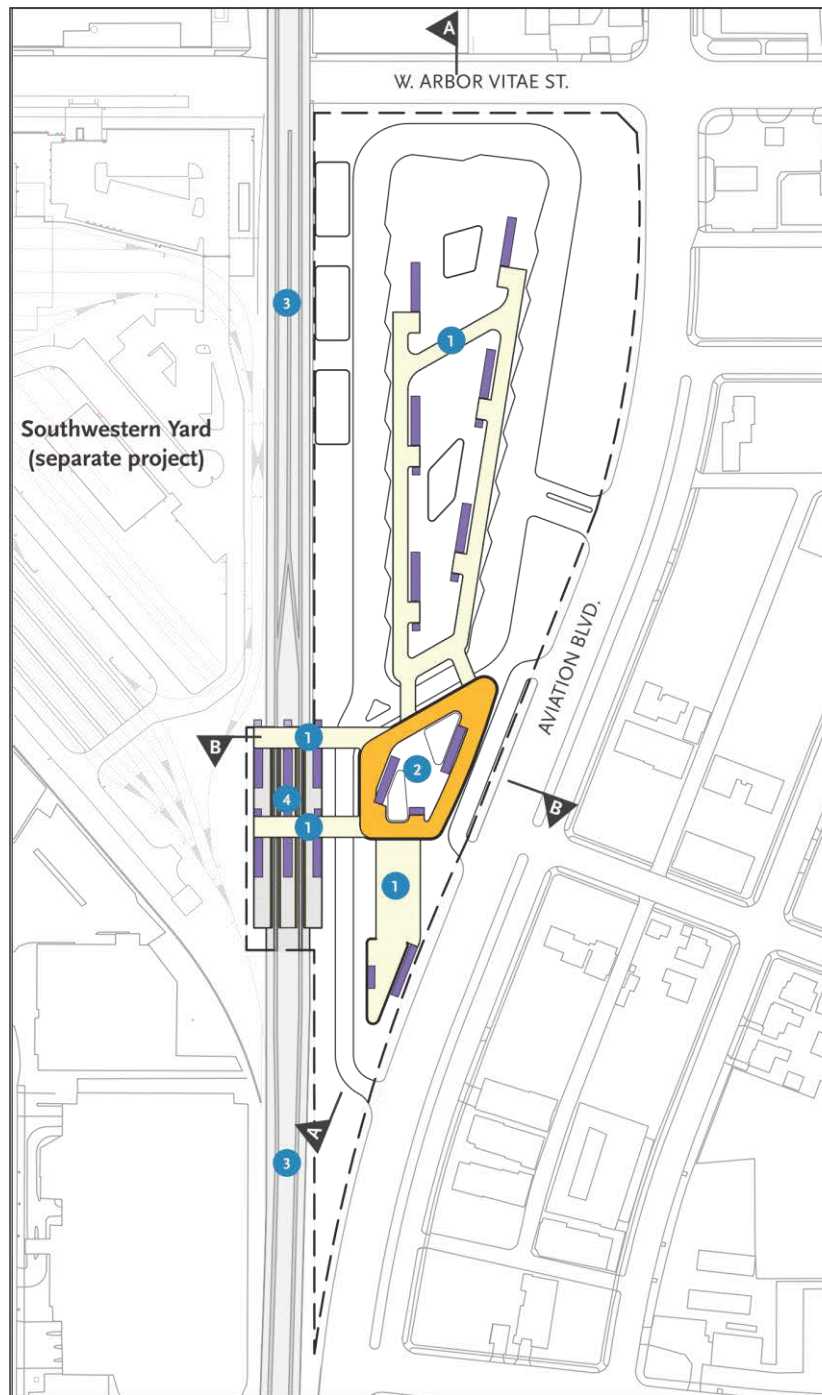 A
W. ARBOR VITAE ST.
3
1
Southwestern Yard
(separate project)
AVIATION BLVD.
B
1
2
4
B
1
1
A
3